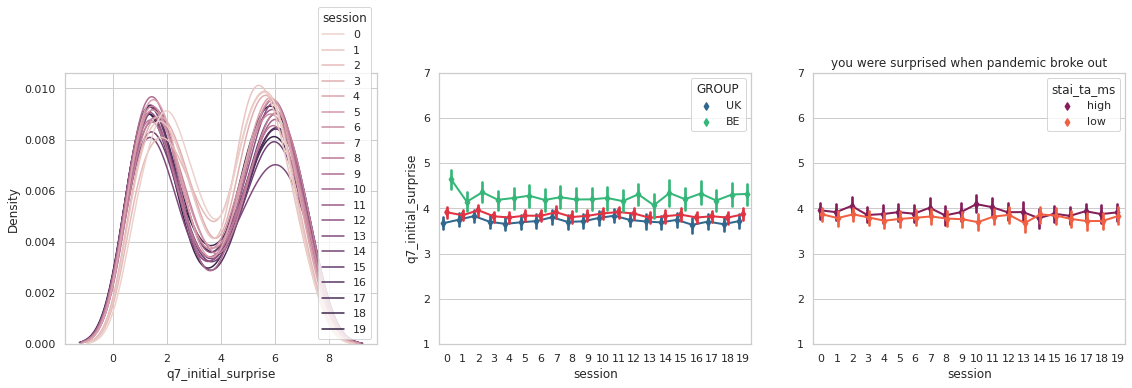 session
0
1
2
3
4
5
6
7
8
9
10
11
12
13
14
15
16
17
18
19
0.010
0.008
0.006
0.004
0.002
0.000
Density
0 2 4 6 8
q7_initial_surprise
GROUP
UK
BE
7
6
5
4
3
2
1
q7_initial_surprise
0 1 2 3 4 5 6 7 8 9 10 11 12 13 14 15 16 17 18 19
session
you were surprised when pandemic broke out
stai_ta_ms
high
low
7
6
5
4
3
2
1
0 1 2 3 4 5 6 7 8 9 10 11 12 13 14 15 16 17 18 19
session